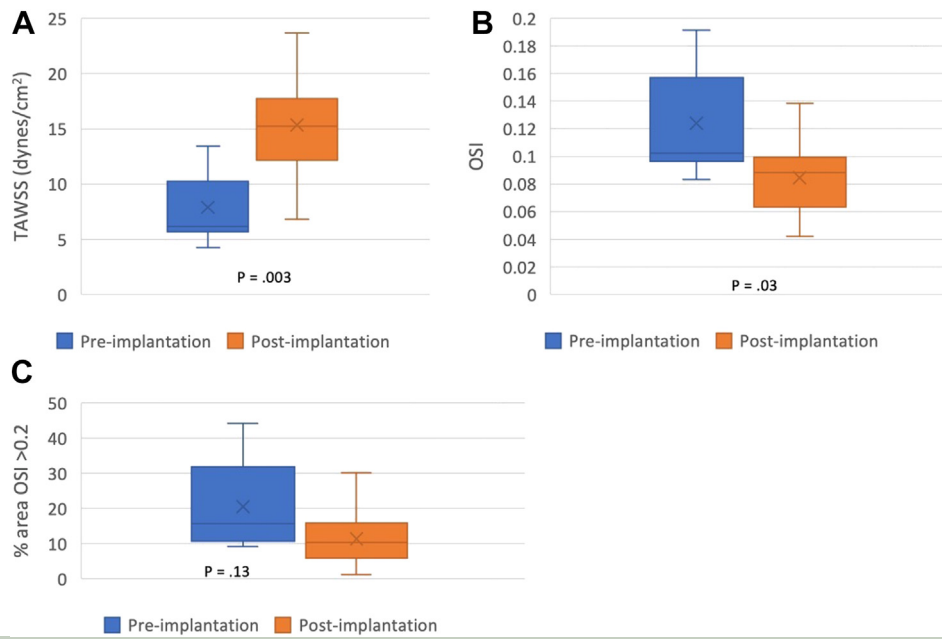 A
TAWSS (dynes/cm²)
25
20
15
10
5
0
P = .003
Pre-implantation Post-implantation
B
OSI
0.2
0.18
0.16
0.14
0.12
0.1
0.08
0.06
0.04
0.02
0
P = .03
Pre-implantation Post-implantation
C
% area OSI >0.2
50
40
30
20
10
0
P = .13
Pre-implantation Post-implantation